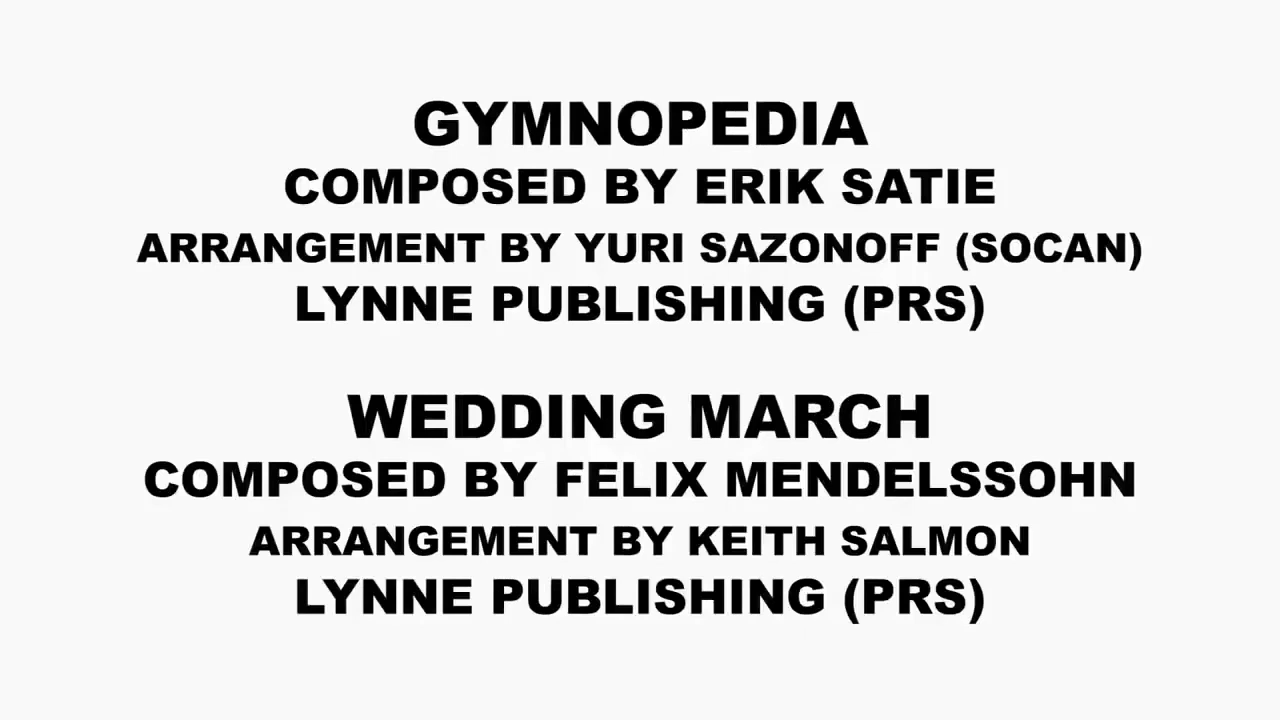 GYMNOPEDIA
COMPOSED BY ERIK SATIE
ARRANGEMENT BY YURI SAZONOFF (SOCAN)
LYNNE PUBLISHING (PRS)
WEDDING MARCH
COMPOSED BY FELIX MENDELSSOHN
ARRANGEMENT BY KEITH SALMON
LYNNE PUBLISHING (PRS)